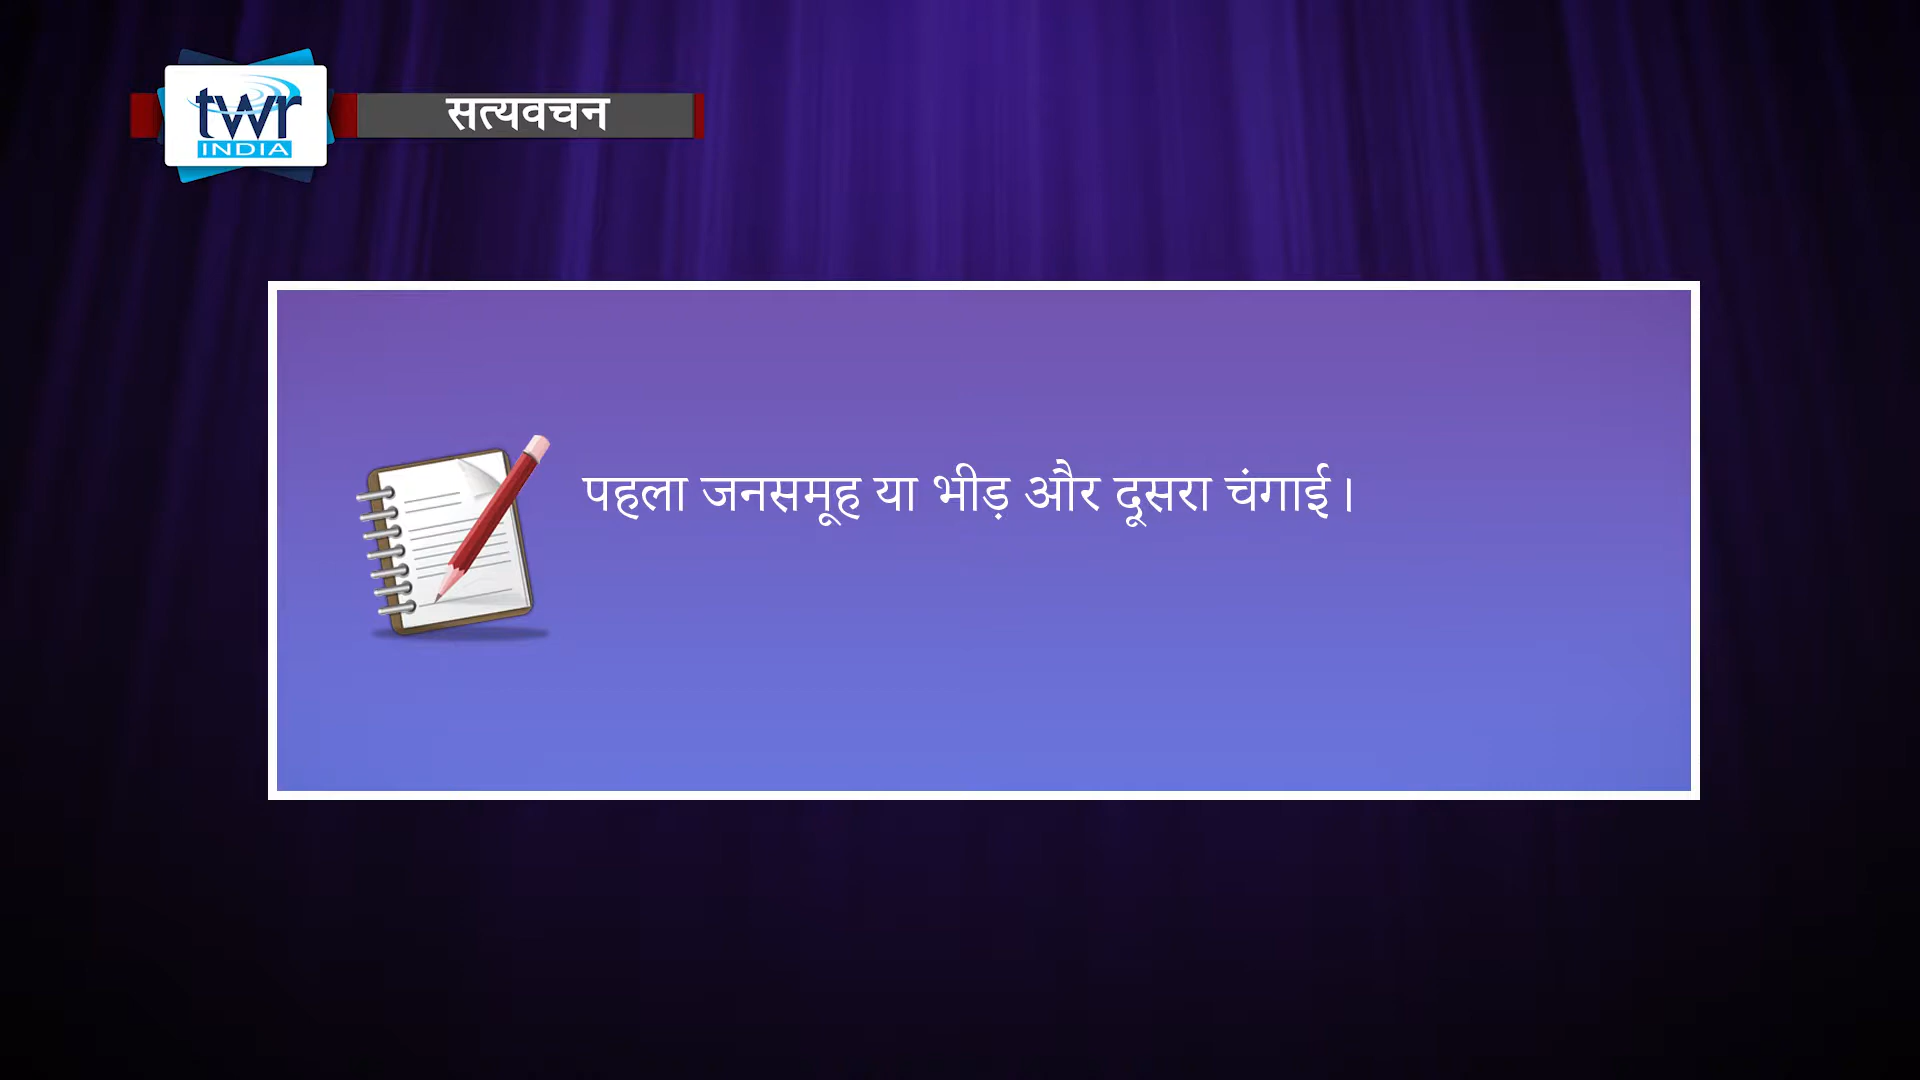 twr
INDIA
सत्यवचन
पहला जनसमूह या भीड़ और दूसरा चंगाई।